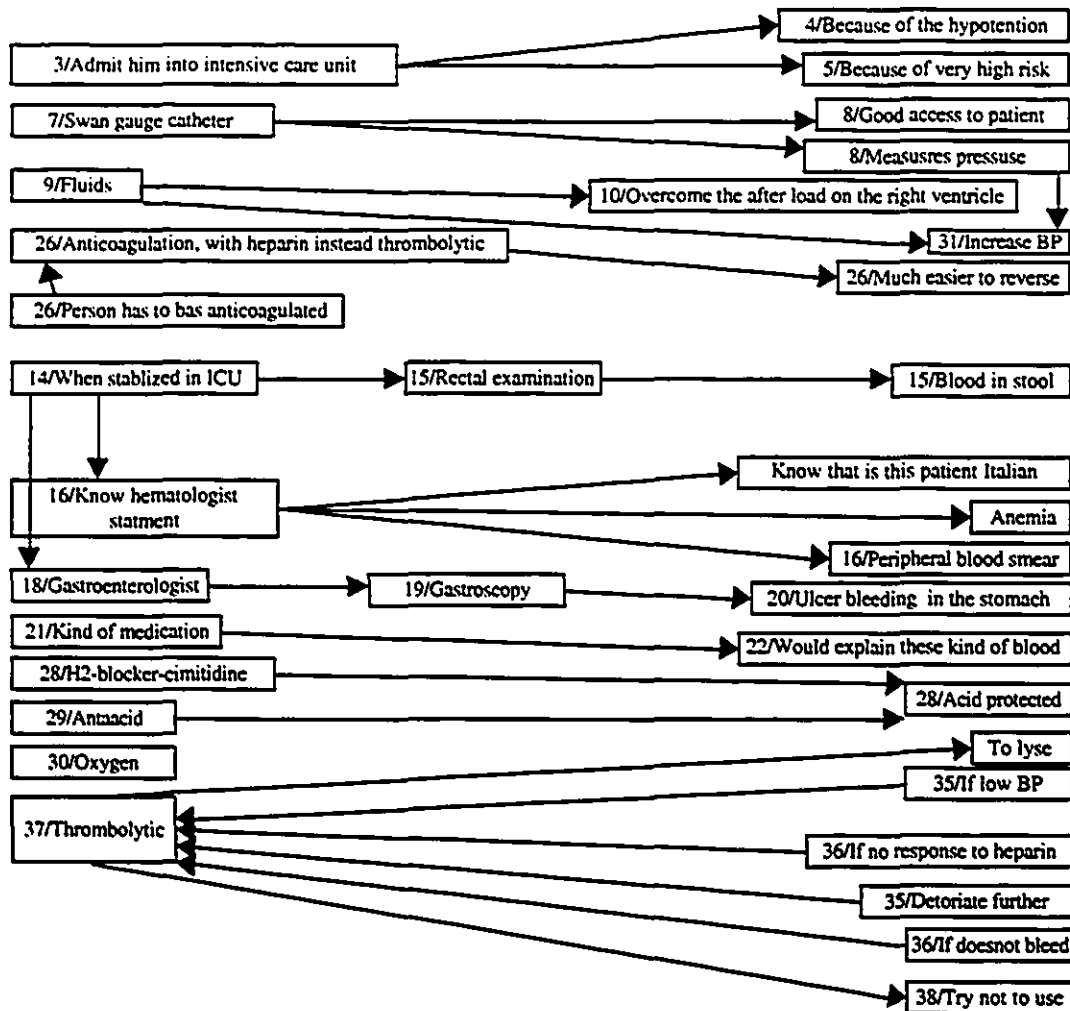 4/Because of the hypotention
3/Admit him into intensive care unit
5/Because of very high risk
7/Swan gauge catheter
8/Good access to patient
8/Measusres pressuse
9/Fluids
10/Overcome the after load on the right ventricle
26/Anticoagulation, with heparin instead thrombolytic
31/Increase BP
26/Much easier to reverse
26/Person has to bas anticoagulated
14/When stablized in ICU
15/Rectal examination
15/Blood in stool
Know that is this patient Italian
16/Know hematologist
statment
Anemia
16/Peripheral blood smear
18/Gastroenterologist
19/Gastroscopy
20/Ulcer bleeding in the stomach
21/Kind of medication
22/Would explain these kind of blood
28/H2-blocker-cimitidine
28/Acid protected
29/Antaacid
To lyse
30/Oxygen
35/If low BP
37/Thrombolytic
36/If no response to heparin
35/Detoriate further
36/If doesnot bleed
38/Try not to use